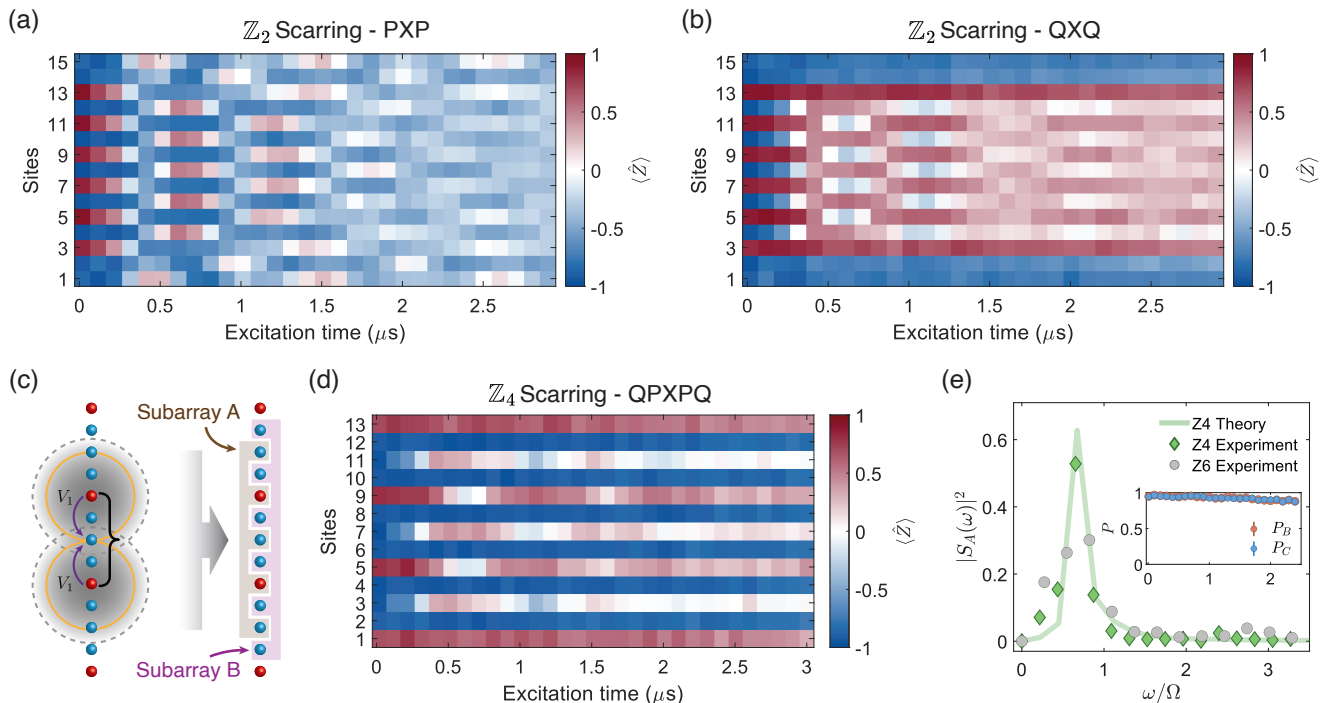 (a)
ℤ₂ Scarring - PXP
Sites
15
13
11
9
7
5
3
1
0
0.5
1
1.5
2
2.5
Excitation time (μs)
1
0.5
0
-0.5
-1
⟨Ẑ⟩
(b)
ℤ₂ Scarring - QXQ
Sites
15
13
11
9
7
5
3
1
0
0.5
1
1.5
2
2.5
Excitation time (μs)
1
0.5
0
-0.5
-1
⟨Ẑ⟩
(c)
Subarray A
V₁
V₁
Subarray B
(d)
ℤ₄ Scarring - QPXPQ
Sites
13
12
11
10
9
8
7
6
5
4
3
2
1
0
0.5
1
1.5
2
2.5
3
Excitation time (μs)
1
0.5
0
-0.5
-1
⟨Ẑ⟩
(e)
|S_A(ω)|²
0.6
0.4
0.2
0
0
1
2
3
ω/Ω
Z4 Theory
Z4 Experiment
Z6 Experiment
P
1
0.5
0
0
1
2
P_B
P_C